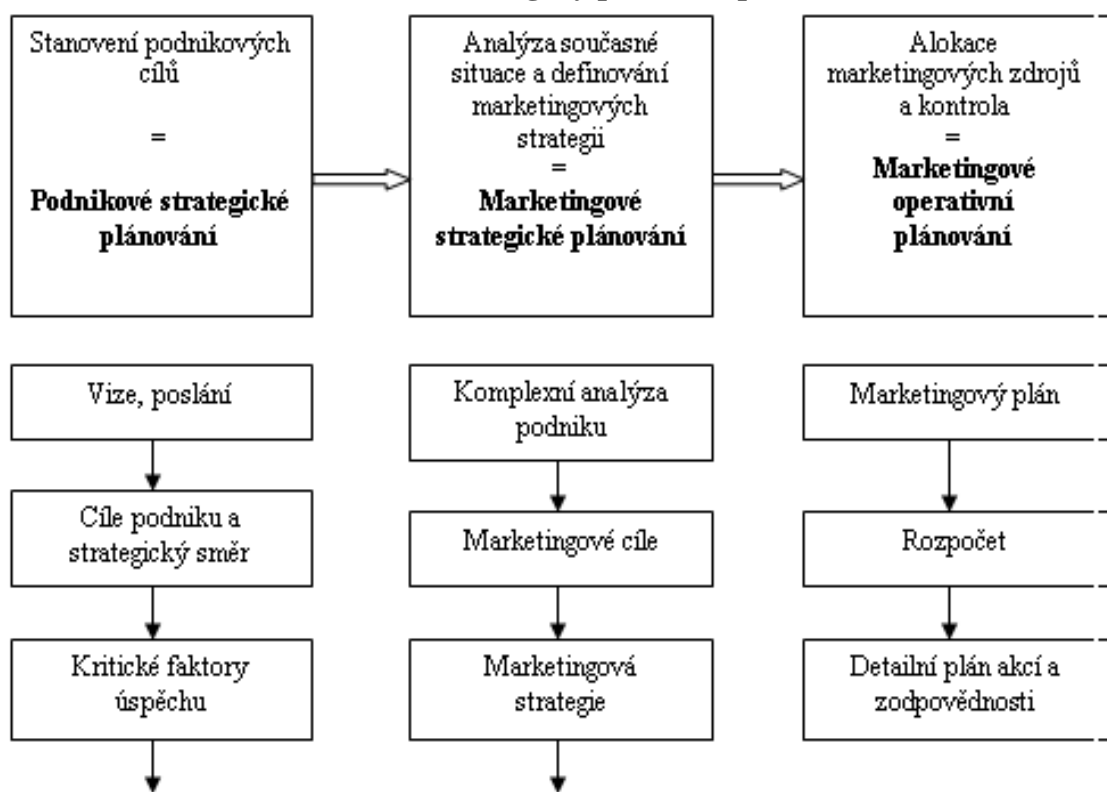 Stanovení podnikových
cílů
=
Podnikové strategické
plánování
Analýza současné
situace a definování
marketingových
strategii
=
Marketingové
strategické plánování
Alokace
marketingových zdrojů
a kontrola
=
Marketingové
operativní
plánování
Vize, poslání
Cíle podniku a
strategický směr
Kritické faktory
úspěchu
Komplexní analýza
podniku
Marketingové cíle
Marketingová
strategie
Marketingový plán
Rozpočet
Detailní plán akcí a
zodpovědnosti